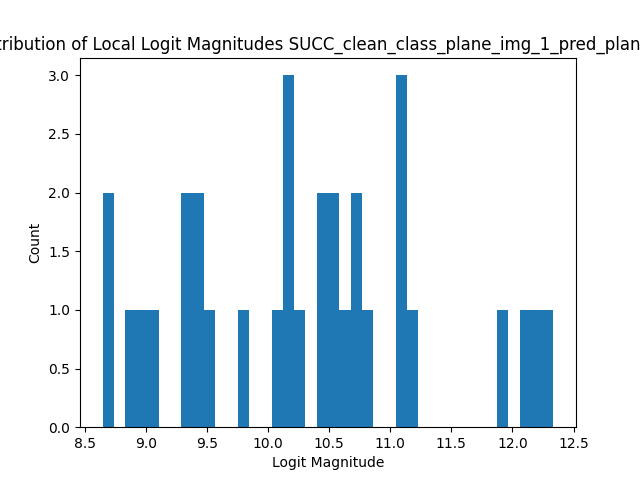 tribution of Local Logit Magnitudes SUCC_clean_class_plane_img_1_pred_plan
3.0
2.5
2.0
1.5
1.0
0.5
0.0
Count
8.5 9.0 9.5 10.0 10.5 11.0 11.5 12.0 12.5
Logit Magnitude